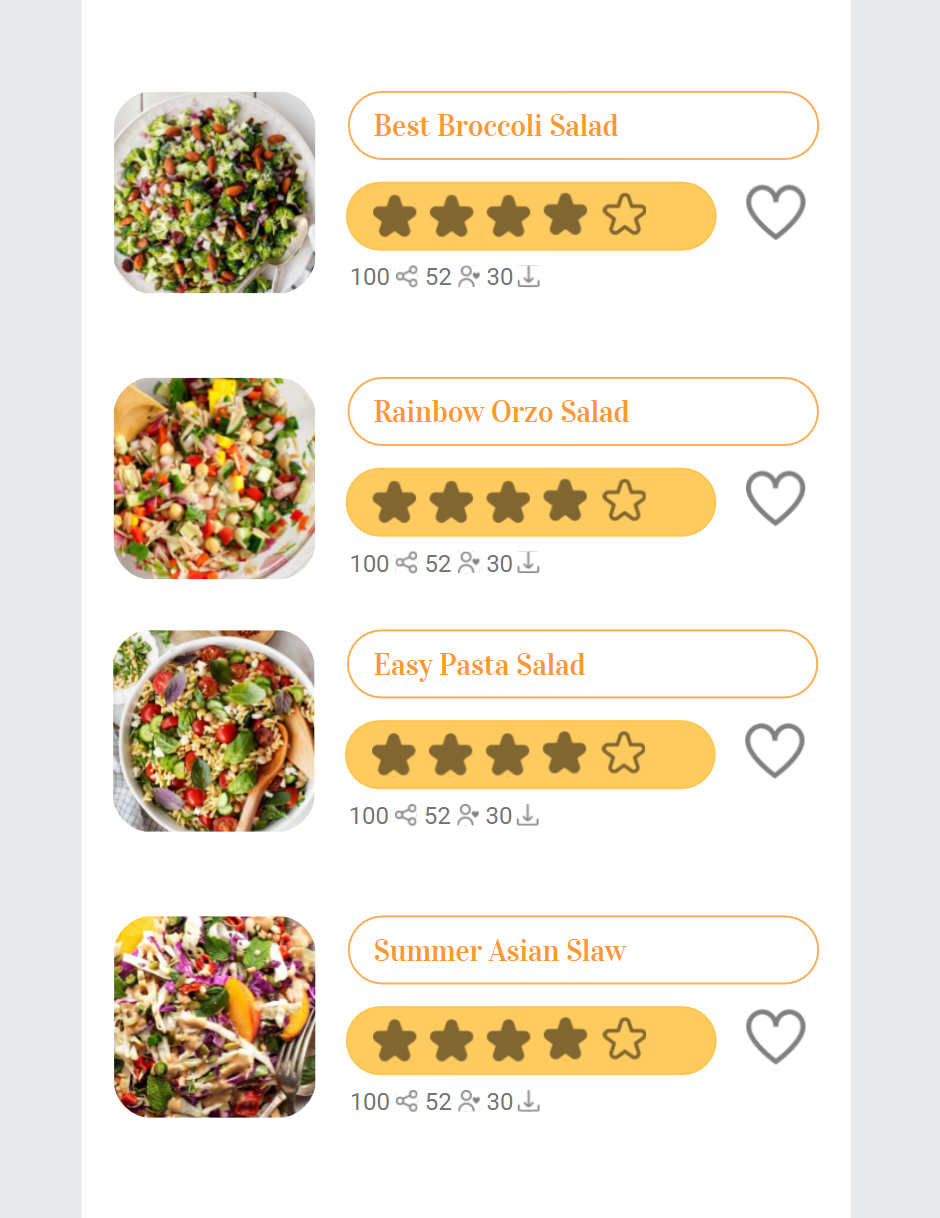 Best Broccoli Salad
100 52 30
Rainbow Orzo Salad
100 52 30
Easy Pasta Salad
100 52 30
Summer Asian Slaw
100 52 30